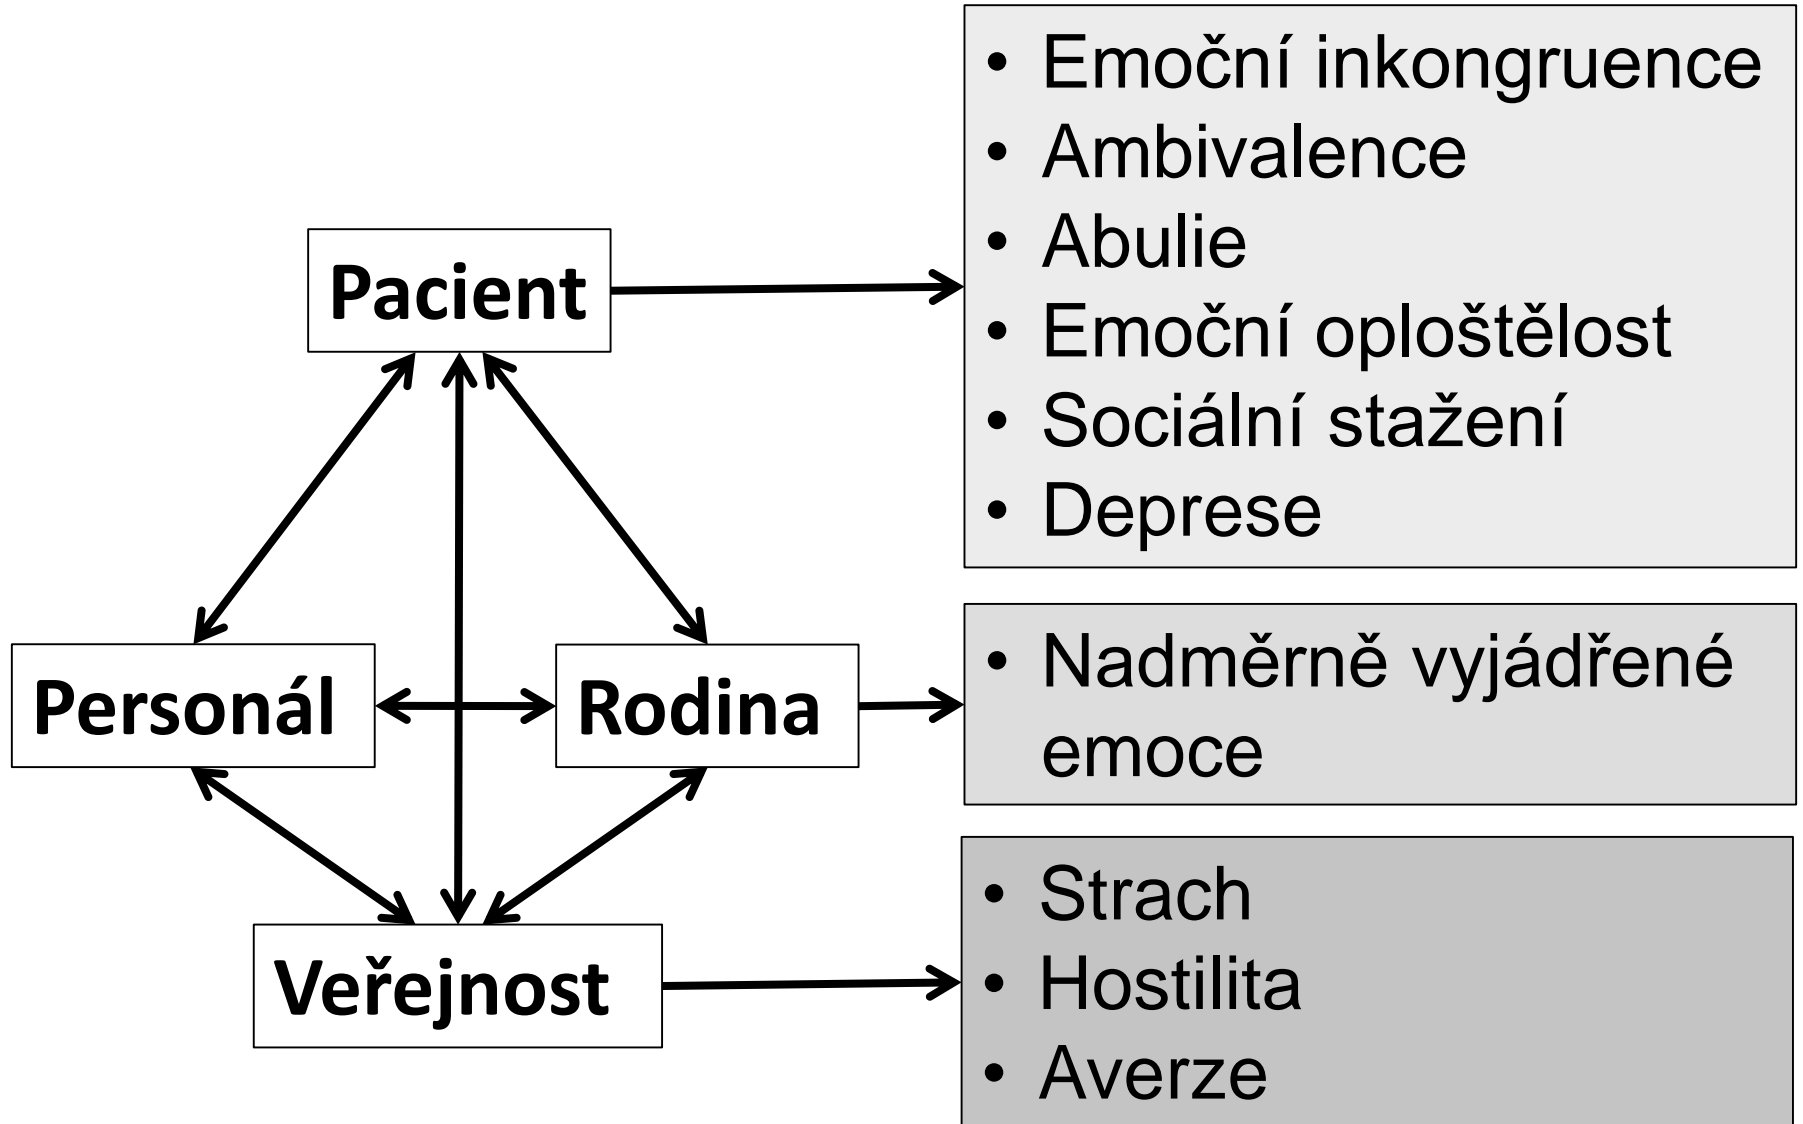 Pacient
Personál
Rodina
Veřejnost
• Emoční inkongruence
• Ambivalence
• Abulie
• Emoční oploštělost
• Sociální stažení
• Deprese
• Nadměrně vyjádřené
emoce
• Strach
• Hostilita
• Averze